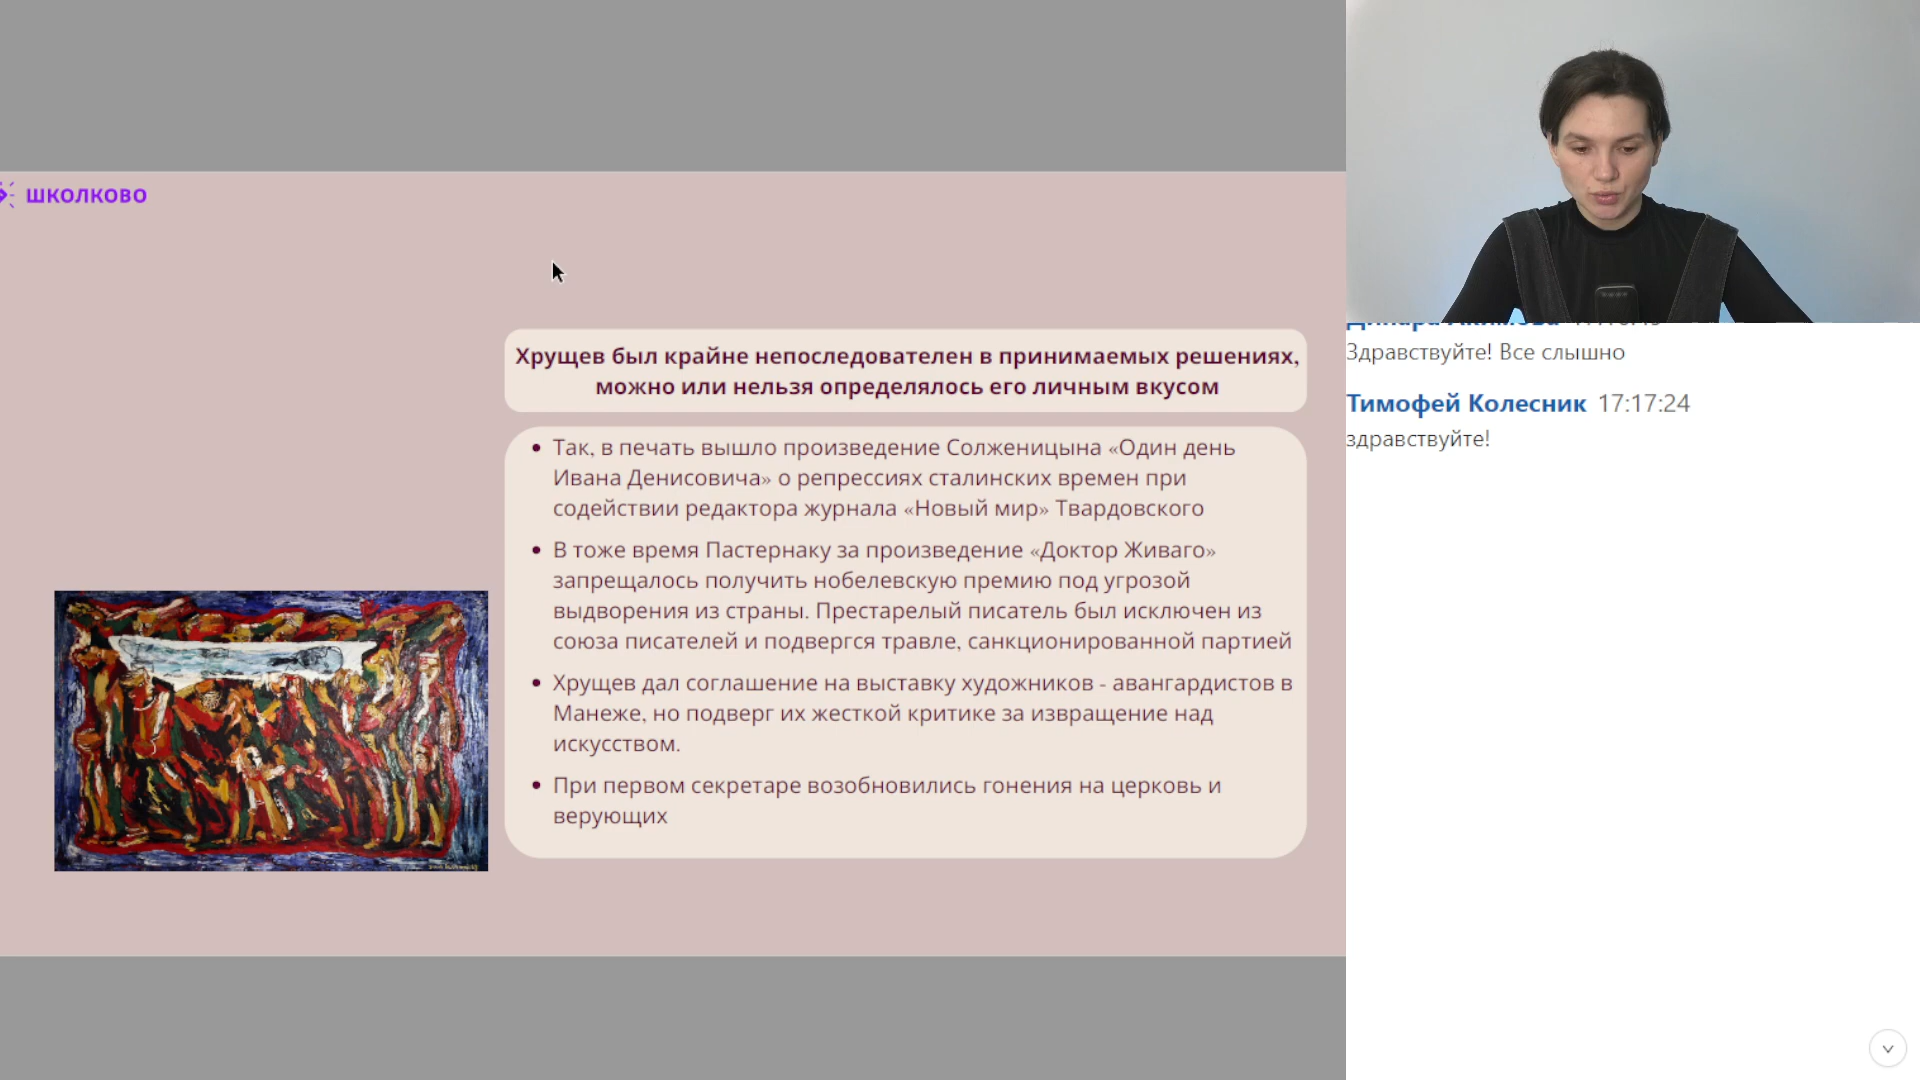 ШКОЛКОВО
Хрущев был крайне непоследователен в принимаемых решениях,
можно или нельзя определялось его личным вкусом
• Так, в печать вышло произведение Солженицына «Один день
Ивана Денисовича» о репрессиях сталинских времен при
содействии редактора журнала «Новый мир» Твардовского
• В тоже время Пастернаку за произведение «Доктор Живаго»
запрещалось получить нобелевскую премию под угрозой
выдворения из страны. Престарелый писатель был исключен из
союза писателей и подвергся травле, санкционированной партией
• Хрущев дал соглашение на выставку художников - авангардистов в
Манеже, но подверг их жесткой критике за извращение над
искусством.
• При первом секретаре возобновились гонения на церковь и
верующих
Здравствуйте! Все слышно
Тимофей Колесник 17:17:24
здравствуйте!